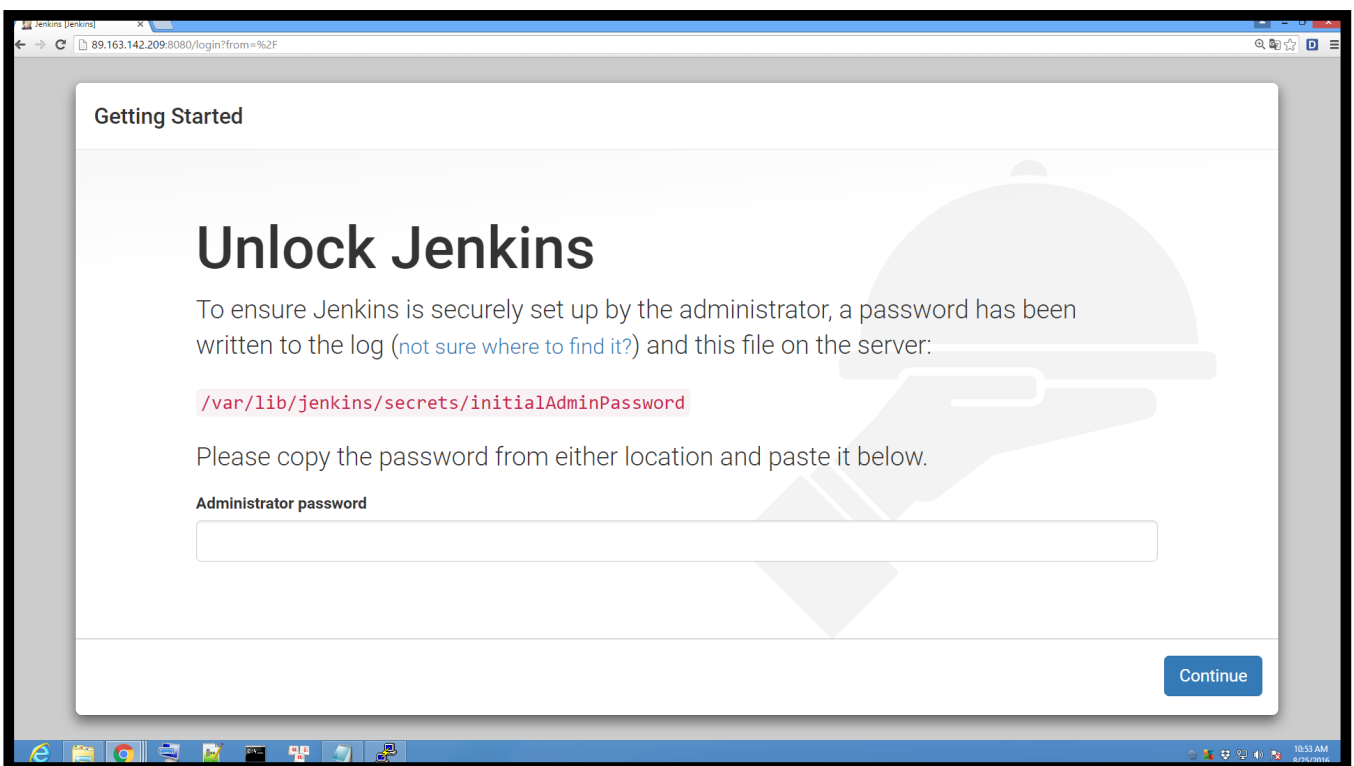 Jenkins [Jenkins]
89.163.142.209:8080/login?from=%2F
Getting Started
Unlock Jenkins
To ensure Jenkins is securely set up by the administrator, a password has been
written to the log (not sure where to find it?) and this file on the server:
/var/lib/jenkins/secrets/initialAdminPassword
Please copy the password from either location and paste it below.
Administrator password
Continue
10:53 AM
8/25/2016